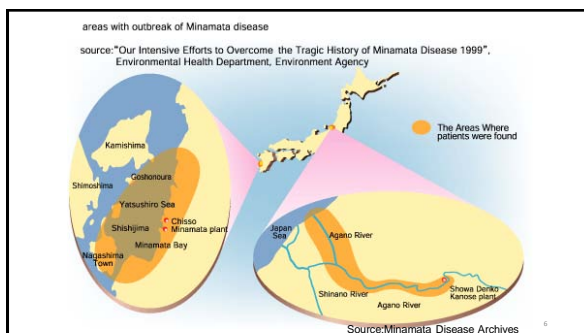 areas with outbreak of Minamata disease
source:"Our Intensive Efforts to Overcome the Tragic History of Minamata Disease 1999",
Environmental Health Department, Environment Agency
The Areas Where
patients were found
Kamishima
Goshonoura
Shimoshima
Yatsushiro Sea
Chisso
Minamata plant
Shishijima
Minamata Bay
Nagashima
Town
Japan
Sea
Agano River
Shinano River
Agano River
Showa Denko
Kanose plant
Source:Minamata Disease Archives
6